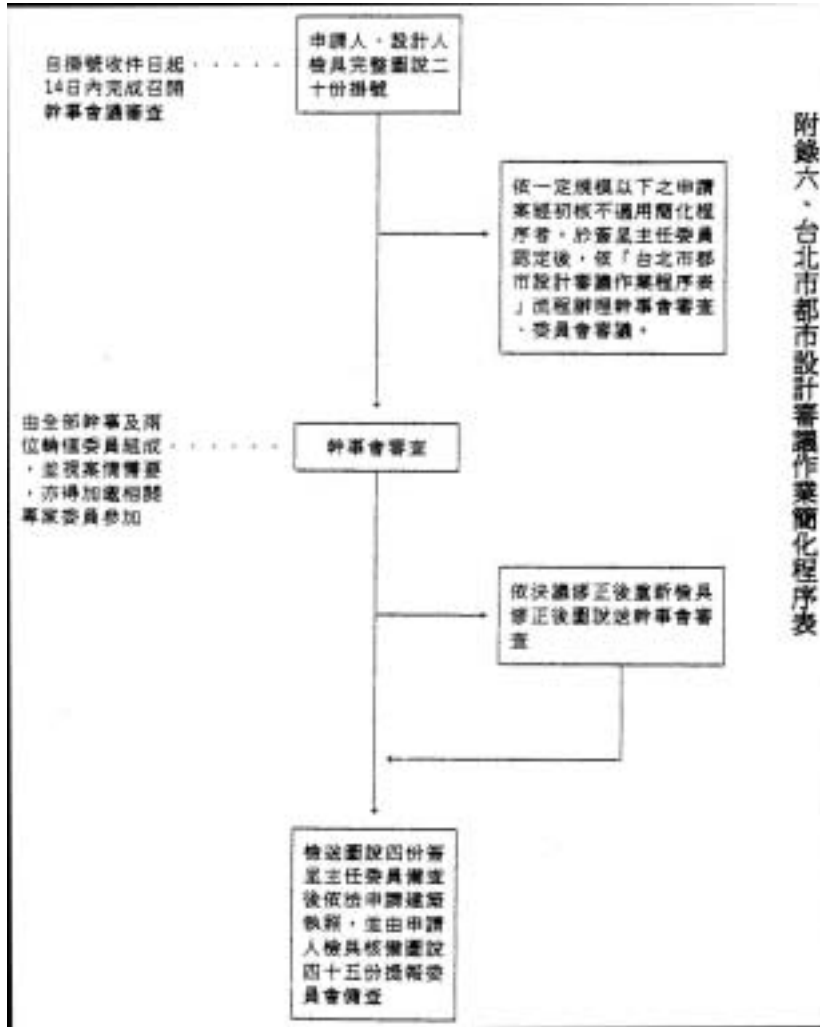 附錄六、台北市都市設計審議作業簡化程序表
申請人、設計人
檢具完整圖說二
十份掛號
自掛號收件日起‧‧‧‧‧
14日內完成召開
幹事會議審查
依一定規模以下之申請
案經初核不適用簡化程
序者,於簽呈主任委員
認定後,依「台北市都
市設計審議作業程序表
」流程辦理幹事會審查
、委員會審議。
由全部幹事及兩
位輪值委員組成‧‧‧‧‧
,並視案情需要
,亦得加邀相關
專家委員參加
幹事會審查
依決議修正後重新檢具
修正後圖說送幹事會審
查
檢送圖說四份簽
呈主任委員備查
後依法申請建築
執照,並由申請
人檢具核備圖說
四十五份提報委
員會備查